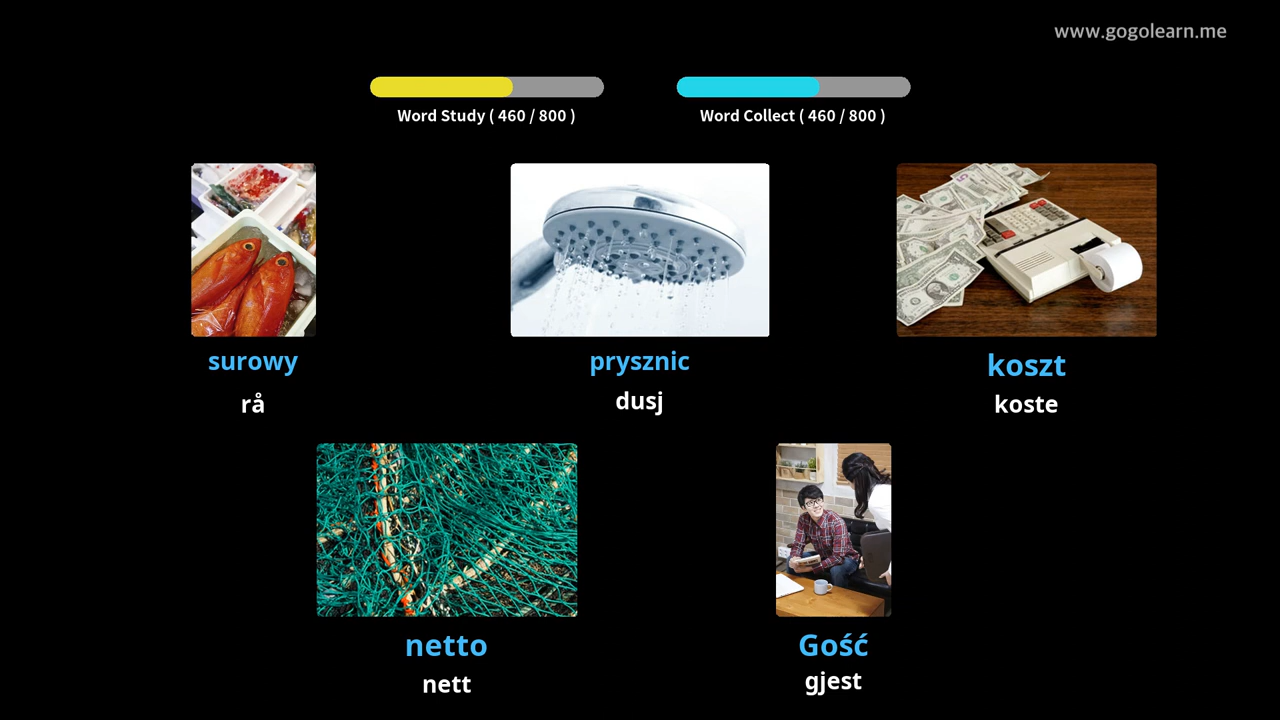 www.gogolearn.me
Word Study ( 460 / 800 )
Word Collect ( 460 / 800 )
surowy
rå
prysznic
dusj
koszt
koste
netto
nett
Gość
gjest